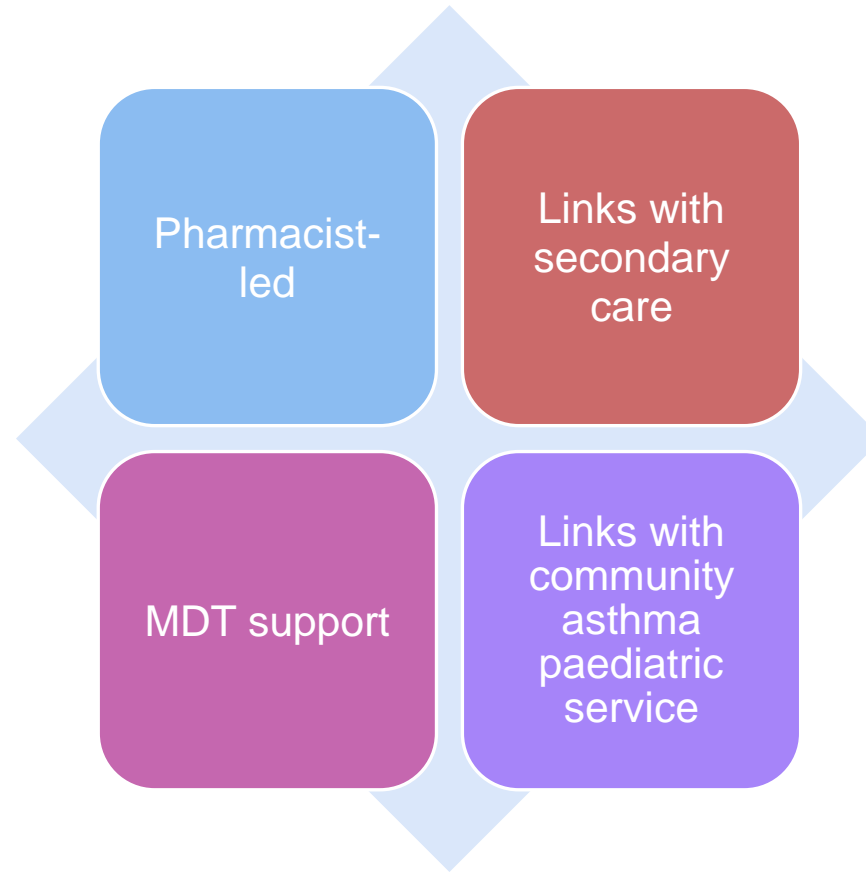 Pharmacist-
led
Links with
secondary
care
MDT support
Links with
community
asthma
paediatric
service